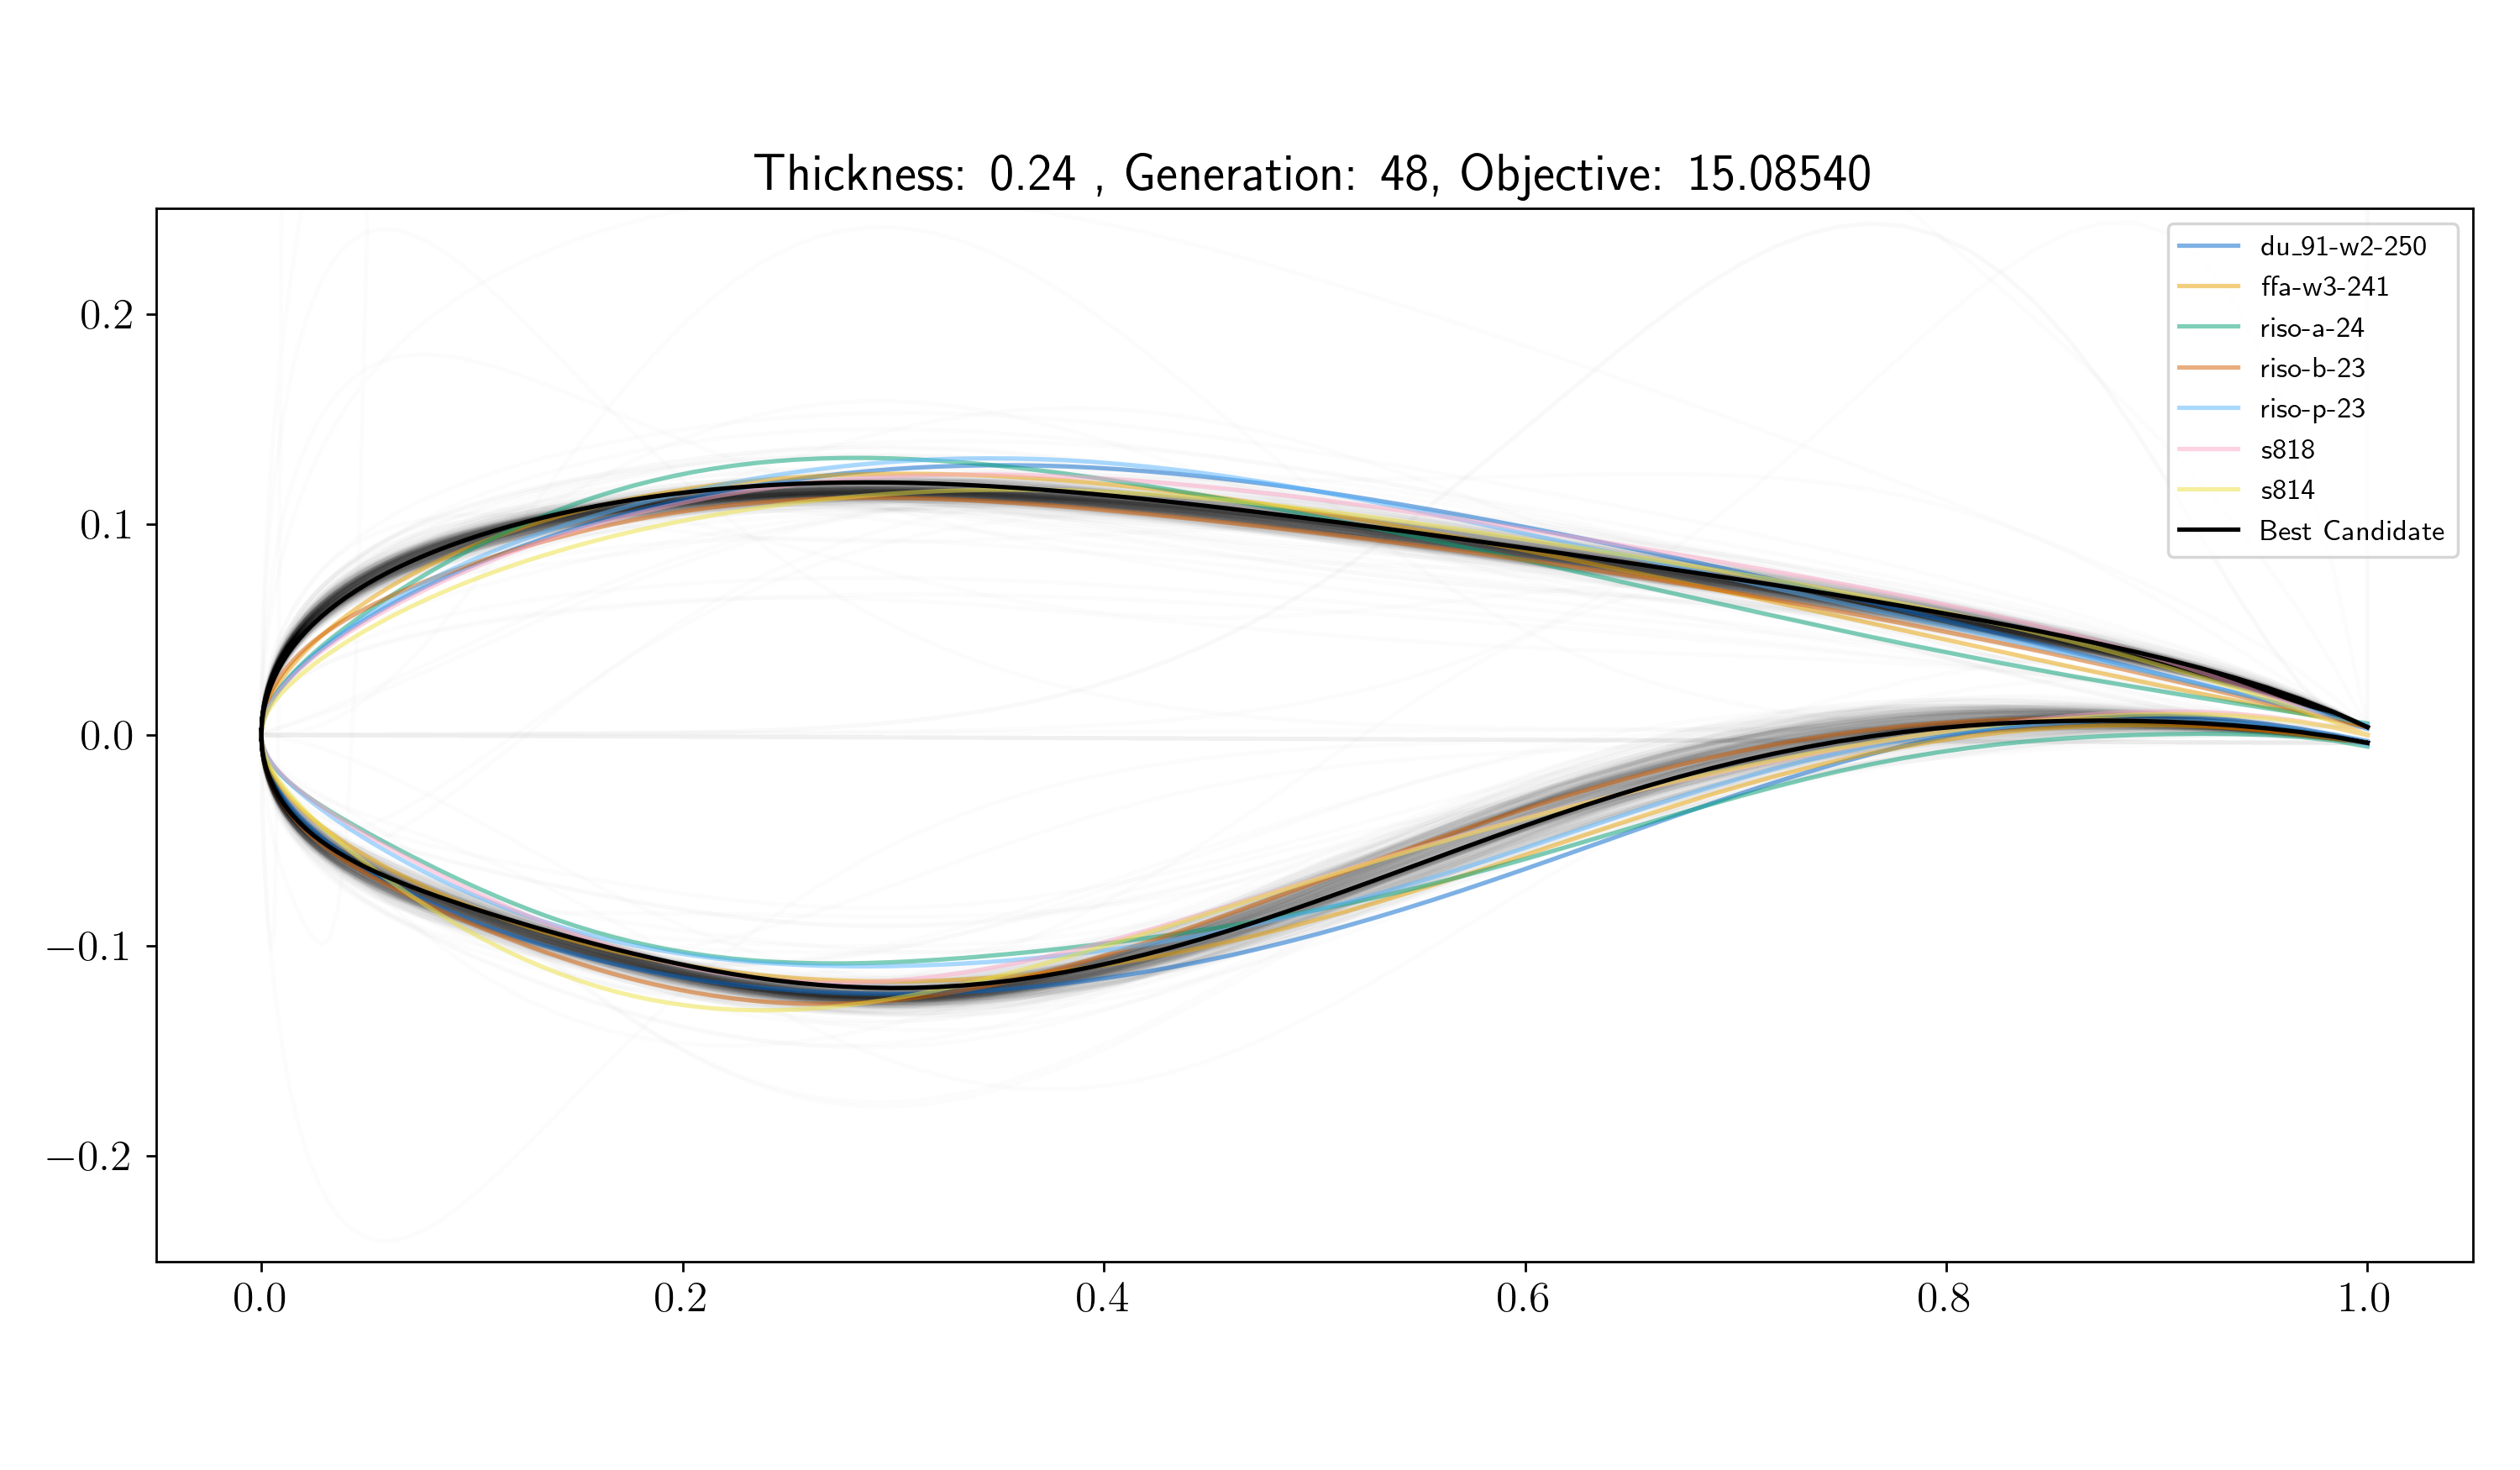 Thickness: 0.24 , Generation: 48, Objective: 15.08540
du_91-w2-250
ffa-w3-241
riso-a-24
riso-b-23
riso-p-23
s818
s814
Best Candidate
0.2
0.1
0.0
−0.1
−0.2
0.0 0.2 0.4 0.6 0.8 1.0